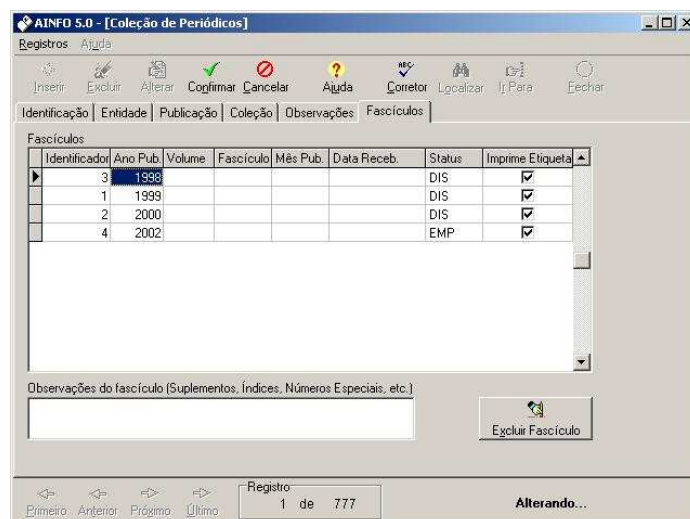 AINFO 5.0 - [Coleção de Periódicos]
Registros Ajuda
Inserir Excluir Alterar Confirmar Cancelar Ajuda Corretor Localizar Ir Para Fechar
Identificação Entidade Publicação Coleção Observações Fascículos
Fascículos
Identificador Ano Pub. Volume Fascículo Mês Pub. Data Receb. Status Imprime Etiqueta
3 1998 DIS
1 1999 DIS
2 2000 DIS
4 2002 EMP
Observações do fascículo (Suplementos, Índices, Números Especiais, etc.)
Excluir Fascículo
Registro
1 de 777
Primeiro Anterior Próximo Último
Alterando...